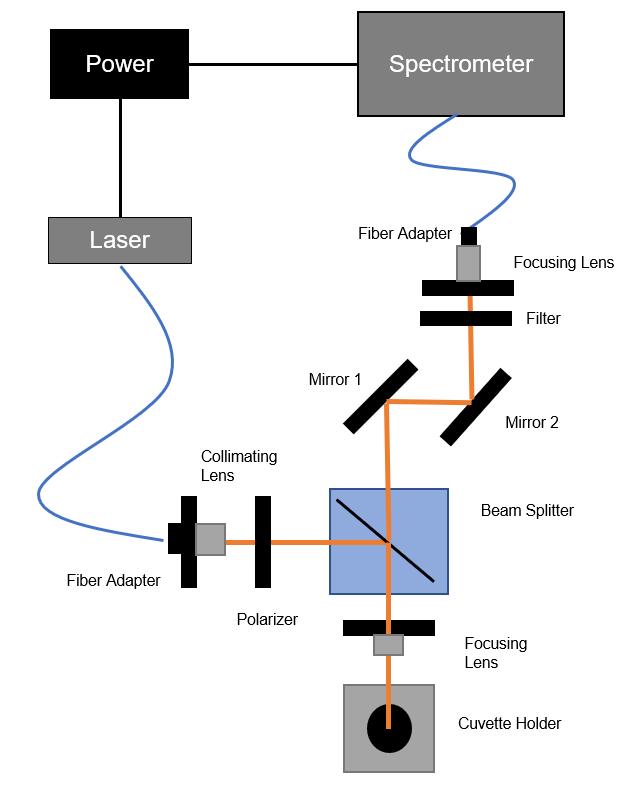 Power
Spectrometer
Laser
Fiber Adapter
Focusing Lens
Filter
Mirror 1
Mirror 2
Collimating
Lens
Beam Splitter
Fiber Adapter
Polarizer
Focusing
Lens
Cuvette Holder